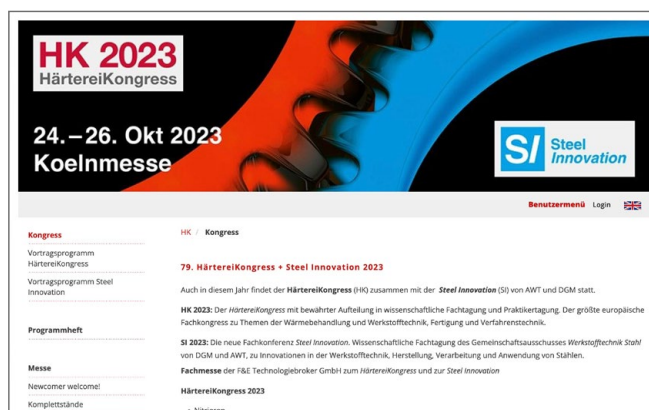 HK 2023
HärtereiKongress
24.–26. Okt 2023
Koelnmesse
SI Steel
Innovation
Benutzermenü Login
Kongress
Vortragsprogramm
HärtereiKongress
Vortragsprogramm Steel
Innovation
Programmheft
Messe
Newcomer welcome!
Komplettstände
HK / Kongress
79. HärtereiKongress + Steel Innovation 2023
Auch in diesem Jahr findet der HärtereiKongress (HK) zusammen mit der Steel Innovation (SI) von AWT und DGM statt.
HK 2023: Der HärtereiKongress mit bewährter Aufteilung in wissenschaftliche Fachtagung und Praktikertagung. Der größte europäische
Fachkongress zu Themen der Wärmebehandlung und Werkstofftechnik, Fertigung und Verfahrenstechnik.
SI 2023: Die neue Fachkonferenz Steel Innovation. Wissenschaftliche Fachtagung des Gemeinschaftsausschusses Werkstofftechnik Stahl
von DGM und AWT, zu Innovationen in der Werkstofftechnik, Herstellung, Verarbeitung und Anwendung von Stählen.
Fachmesse der F&E Technologiebroker GmbH zum HärtereiKongress und zur Steel Innovation
HärtereiKongress 2023
Nitrieren